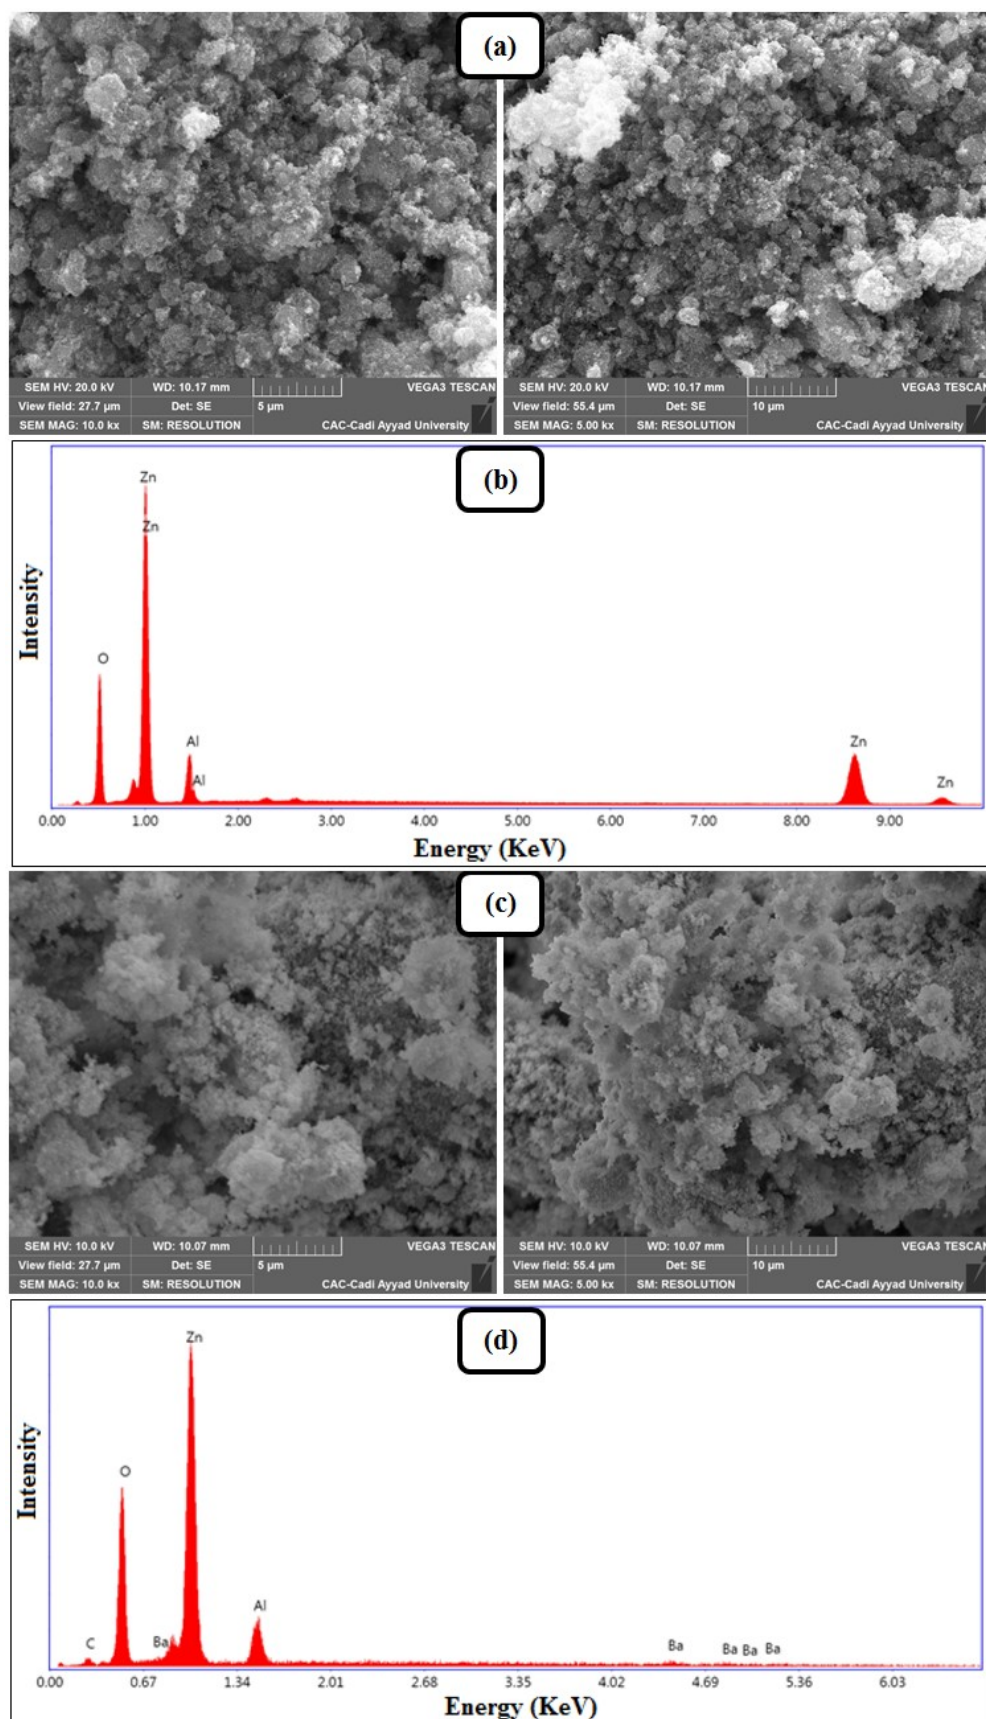 (a)
SEM HV: 20.0 kV WD: 10.17 mm VEGA3 TESCAN
View field: 27.7 µm Det: SE 5 µm
SEM MAG: 10.0 kx SM: RESOLUTION CAC-Cadi Ayyad University
SEM HV: 20.0 kV WD: 10.17 mm VEGA3 TESCAN
View field: 55.4 µm Det: SE 10 µm
SEM MAG: 5.00 kx SM: RESOLUTION CAC-Cadi Ayyad University
(b)
Zn
Zn
O
Al
Al
Zn
Zn
Intensity
0.00 1.00 2.00 3.00 4.00 5.00 6.00 7.00 8.00 9.00
Energy (KeV)
(c)
SEM HV: 10.0 kV WD: 10.07 mm VEGA3 TESCAN
View field: 27.7 µm Det: SE 5 µm
SEM MAG: 10.0 kx SM: RESOLUTION CAC-Cadi Ayyad University
SEM HV: 10.0 kV WD: 10.07 mm VEGA3 TESCAN
View field: 55.4 µm Det: SE 10 µm
SEM MAG: 5.00 kx SM: RESOLUTION CAC-Cadi Ayyad University
(d)
Zn
O
Al
C Ba Ba Ba Ba Ba
Intensity
0.00 0.67 1.34 2.01 2.68 3.35 4.02 4.69 5.36 6.03
Energy (KeV)